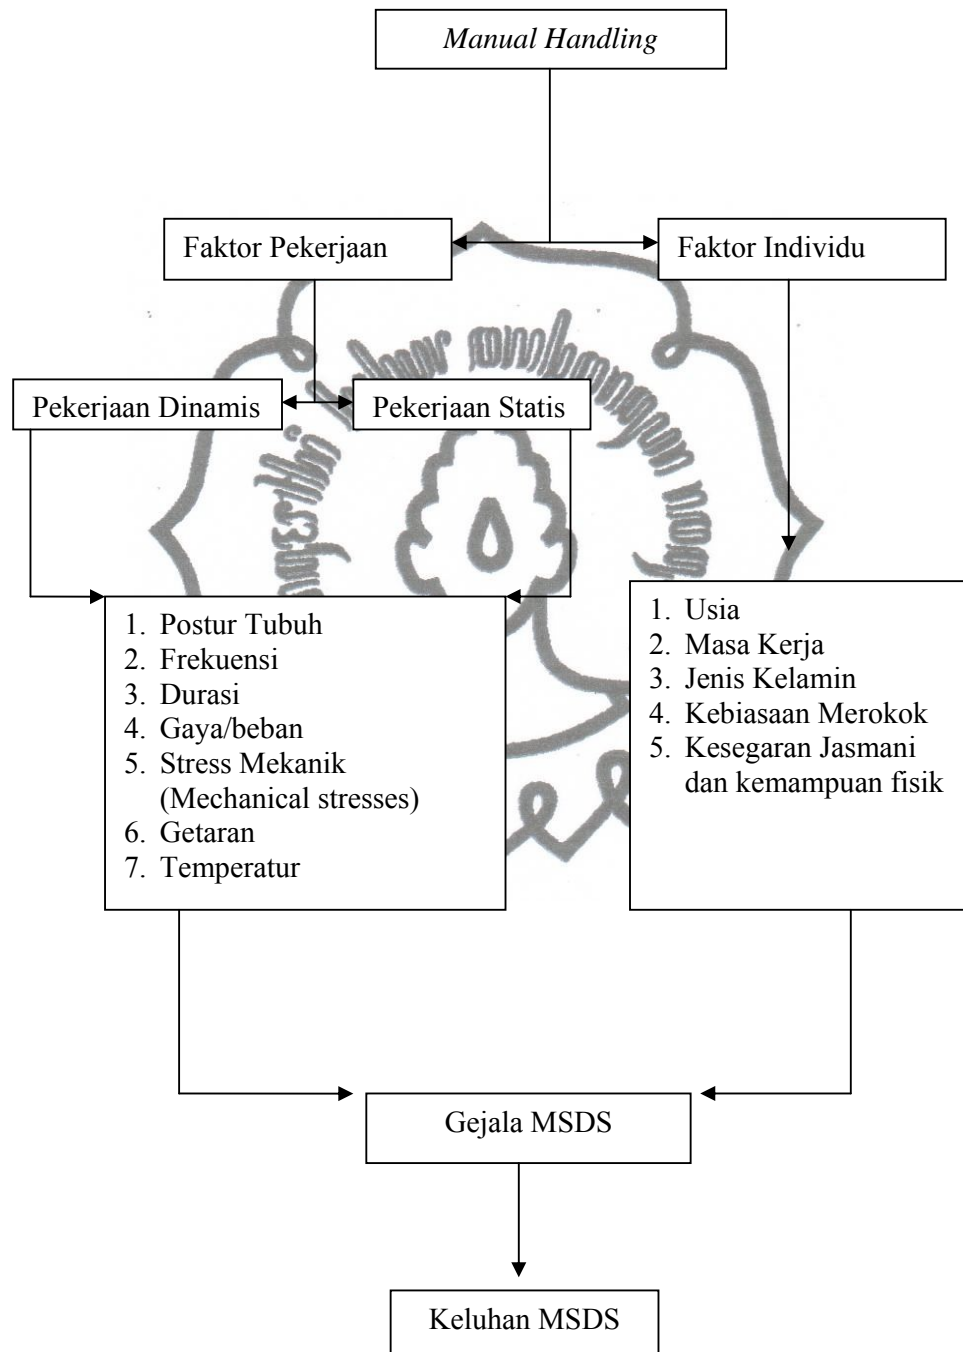 Manual Handling
Faktor Pekerjaan
Faktor Individu
Pekerjaan Dinamis
Pekerjaan Statis
1. Postur Tubuh
2. Frekuensi
3. Durasi
4. Gaya/beban
5. Stress Mekanik
(Mechanical stresses)
6. Getaran
7. Temperatur
1. Usia
2. Masa Kerja
3. Jenis Kelamin
4. Kebiasaan Merokok
5. Kesegaran Jasmani
dan kemampuan fisik
Gejala MSDS
Keluhan MSDS